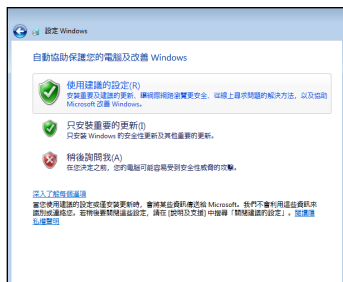 設定 Windows
自動協助保護您的電腦及改善 Windows
使用建議的設定(R)
安裝重要及建議的更新、讓網際網路瀏覽更安全、從線上尋求問題的解決方法，以及協助
Microsoft 改善 Windows。
只安裝重要的更新(I)
只安裝 Windows 的安全性更新及其他重要的更新。
稍後詢問我(A)
在您決定之前，您的電腦可能容易受到安全性威脅的攻擊。
深入了解每個選項
當您使用建議的設定或僅安裝更新時，會將某些資訊傳送給 Microsoft。我們不會利用這些資訊來
識別或連絡您。若稍後要關閉這些設定，請在 [說明及支援] 中搜尋「關閉建議的設定」。閱讀隱
私權聲明